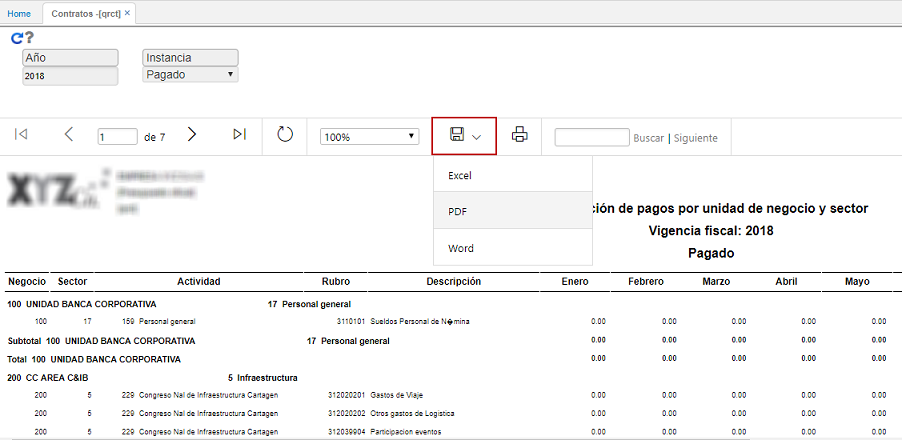 Home Contratos -[qrct] ×
?
Año Instancia
2018 Pagado
1 de 7 100% Buscar | Siguiente
Excel
PDF
Word
XYZ
ción de pagos por unidad de negocio y sector
Vigencia fiscal: 2018
Pagado
Negocio Sector Actividad Rubro Descripción Enero Febrero Marzo Abril Mayo
100 UNIDAD BANCA CORPORATIVA 17 Personal general
100 17 159 Personal general 3110101 Sueldos Personal de N�mina 0.00 0.00 0.00 0.00 0.00
Subtotal 100 UNIDAD BANCA CORPORATIVA 17 Personal general 0.00 0.00 0.00 0.00 0.00
Total 100 UNIDAD BANCA CORPORATIVA 0.00 0.00 0.00 0.00 0.00
200 CC AREA C&IB 5 Infraestructura
200 5 229 Congreso Nal de Infraestructura Cartagen 312020201 Gastos de Viaje 0.00 0.00 0.00 0.00 0.00
200 5 229 Congreso Nal de Infraestructura Cartagen 312020202 Otros gastos de Logistica 0.00 0.00 0.00 0.00 0.00
200 5 229 Congreso Nal de Infraestructura Cartagen 312039904 Participacion eventos 0.00 0.00 0.00 0.00 0.00